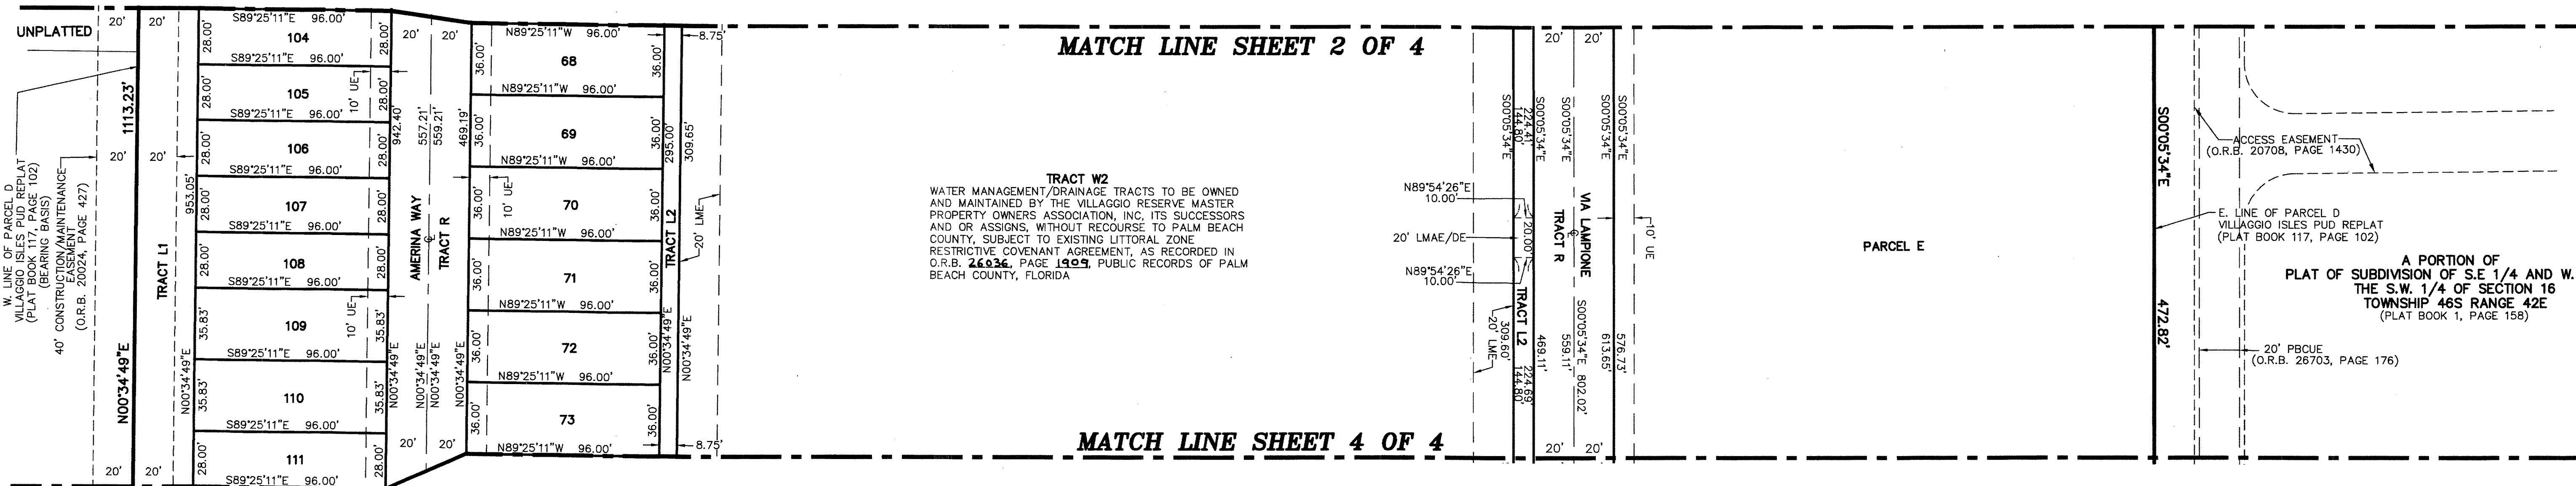 UNPLATTED
20'
20'
W. LINE OF PARCEL D
VILLAGGIO ISLES PUD REPLAT
(PLAT BOOK 117, PAGE 102)
(BEARING BASIS)
40' CONSTRUCTION/MAINTENANCE
EASEMENT
(O.R.B. 20024, PAGE 427)
1113.23'
20'
20'
N00°34'49"E
20'
20'
TRACT L1
953.05'
N00°34'49"E
S89°25'11"E 96.00'
28.00'
104
28.00'
S89°25'11"E 96.00'
28.00'
105
28.00'
10' UE
S89°25'11"E 96.00'
28.00'
106
28.00'
S89°25'11"E 96.00'
28.00'
107
28.00'
S89°25'11"E 96.00'
28.00'
108
28.00'
S89°25'11"E 96.00'
35.83'
109
35.83'
10' UE
S89°25'11"E 96.00'
35.83'
110
35.83'
S89°25'11"E 96.00'
28.00'
111
28.00'
S89°25'11"E 96.00'
942.40'
N00°34'49"E
20'
20'
557.21'
559.21'
469.19'
AMERINA WAY
℄
TRACT R
N00°34'49"E
N00°34'49"E
N00°34'49"E
20'
20'
N89°25'11"W 96.00'
36.00'
68
36.00'
N89°25'11"W 96.00'
36.00'
69
36.00'
N89°25'11"W 96.00'
36.00'
10' UE
70
36.00'
N89°25'11"W 96.00'
36.00'
71
36.00'
N89°25'11"W 96.00'
36.00'
72
36.00'
N89°25'11"W 96.00'
36.00'
73
36.00'
N89°25'11"W 96.00'
8.75'
295.00'
309.65'
TRACT L2
20' LME
N00°34'49"E
N00°34'49"E
8.75'
MATCH LINE SHEET 2 OF 4
TRACT W2
WATER MANAGEMENT/DRAINAGE TRACTS TO BE OWNED
AND MAINTAINED BY THE VILLAGGIO RESERVE MASTER
PROPERTY OWNERS ASSOCIATION, INC, ITS SUCCESSORS
AND OR ASSIGNS, WITHOUT RECOURSE TO PALM BEACH
COUNTY, SUBJECT TO EXISTING LITTORAL ZONE
RESTRICTIVE COVENANT AGREEMENT, AS RECORDED IN
O.R.B. 26036, PAGE 1909, PUBLIC RECORDS OF PALM
BEACH COUNTY, FLORIDA
MATCH LINE SHEET 4 OF 4
N89°54'26"E
10.00'
20' LMAE/DE
20.00'
N89°54'26"E
10.00'
S00°05'34"E
224.41'
144.80'
S00°05'34"E
S00°05'34"E
S00°05'34"E
S00°05'34"E
20'
20'
TRACT L2
309.60'
20' LME
224.69'
144.80'
TRACT R
℄
VIA LAMPIONE
469.11'
559.11'
S00°05'34"E 802.02'
613.65'
576.73'
10' UE
20'
20'
PARCEL E
S00°05'34"E
472.82'
ACCESS EASEMENT
(O.R.B. 20708, PAGE 1430)
E. LINE OF PARCEL D
VILLAGGIO ISLES PUD REPLAT
(PLAT BOOK 117, PAGE 102)
20' PBCUE
(O.R.B. 26703, PAGE 176)
A PORTION OF
PLAT OF SUBDIVISION OF S.E 1/4 AND W.
THE S.W. 1/4 OF SECTION 16
TOWNSHIP 46S RANGE 42E
(PLAT BOOK 1, PAGE 158)